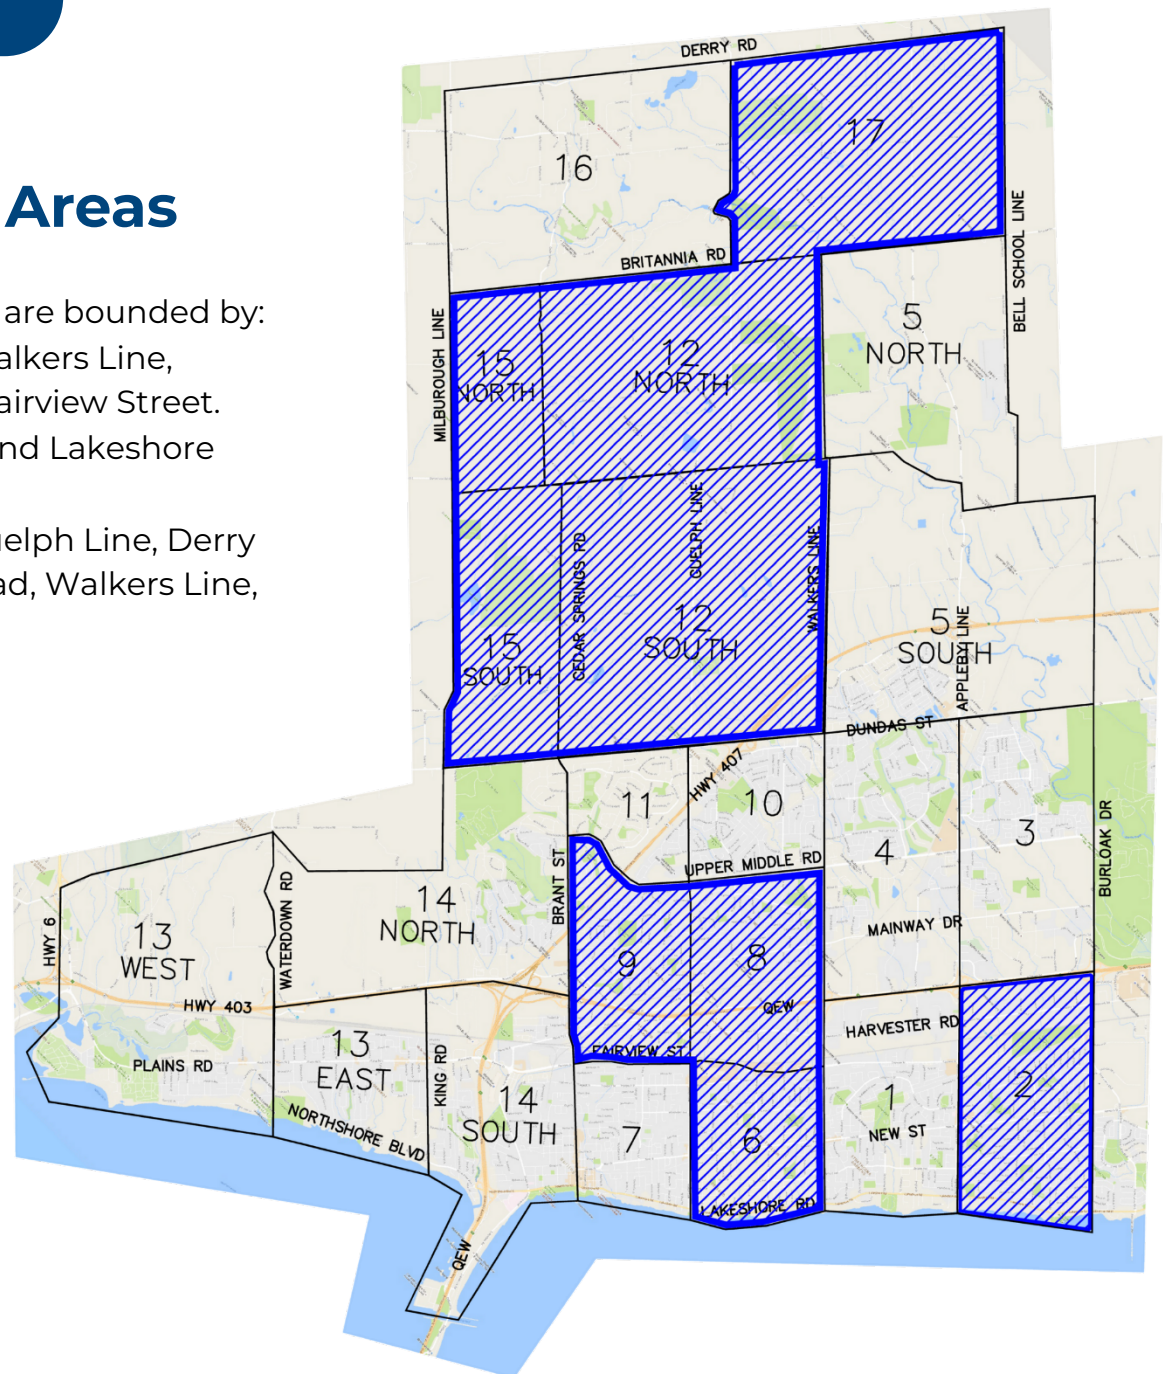 Areas
are bounded by:
alkers Line,
airview Street.
nd Lakeshore
uelph Line, Derry
ad, Walkers Line,
DERRY RD
17
16
BRITANNIA RD
BELL SCHOOL LINE
MILBOROUGH LINE
5
NORTH
15
NORTH
12
NORTH
GUELPH LINE
CEDAR SPRINGS RD
WALKERS LINE
15
SOUTH
12
SOUTH
5
SOUTH
APPLEBY LINE
DUNDAS ST
HWY 407
11
10
UPPER MIDDLE RD
4
3
BURLOAK DR
BRANT ST
WATERDOWN RD
14
NORTH
HWY 6
13
WEST
MAINWAY DR
9
8
HWY 403
QEW
HARVESTER RD
FAIRVIEW ST
PLAINS RD
13
EAST
KING RD
14
SOUTH
NORTHSHORE BLVD
7
6
1
NEW ST
2
LAKESHORE RD
QEW